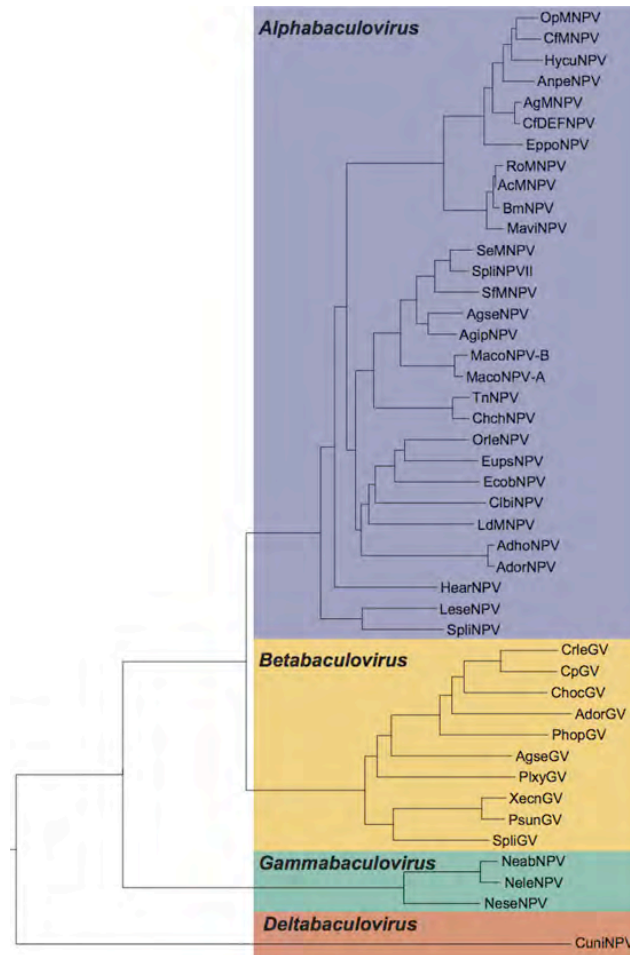 Alphabaculovirus
OpMNPV
CfMNPV
HycuNPV
AnpeNPV
AgMNPV
CfDEFNPV
EppoNPV
RoMNPV
AcMNPV
BmNPV
MaviNPV
SeMNPV
SpliNPVII
SfMNPV
AgseNPV
AgipNPV
MacoNPV-B
MacoNPV-A
TnNPV
ChchNPV
OrleNPV
EupsNPV
EcobNPV
ClbiNPV
LdMNPV
AdhoNPV
AdorNPV
HearNPV
LeseNPV
SpliNPV
Betabaculovirus
CrleGV
CpGV
ChocGV
AdorGV
PhopGV
AgseGV
PlxyGV
XecnGV
PsunGV
SpliGV
Gammabaculovirus
NeabNPV
NeleNPV
NeseNPV
Deltabaculovirus
CuniNPV